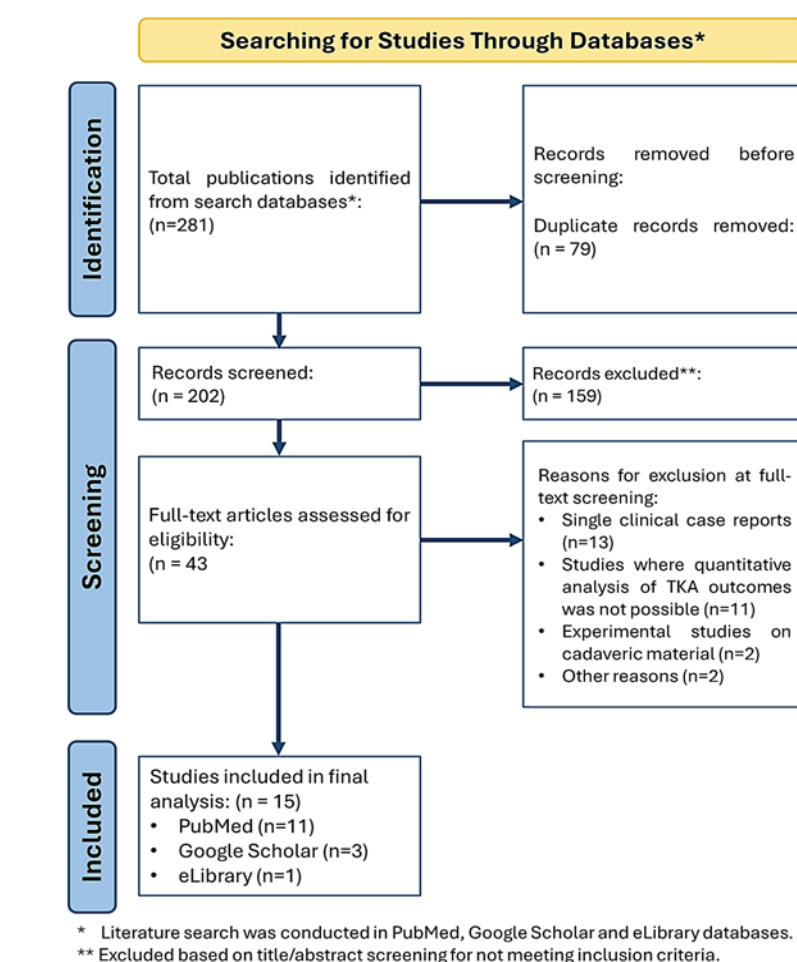 Searching for Studies Through Databases*
Identification
Total publications identified
from search databases*:
(n=281)
Records removed before
screening:
Duplicate records removed:
(n = 79)
Screening
Records screened:
(n = 202)
Records excluded**:
(n = 159)
Full-text articles assessed for
eligibility:
(n = 43
Reasons for exclusion at full-
text screening:
• Single clinical case reports
(n=13)
• Studies where quantitative
analysis of TKA outcomes
was not possible (n=11)
• Experimental studies on
cadaveric material (n=2)
• Other reasons (n=2)
Included
Studies included in final
analysis: (n = 15)
• PubMed (n=11)
• Google Scholar (n=3)
• eLibrary (n=1)
* Literature search was conducted in PubMed, Google Scholar and eLibrary databases.
** Excluded based on title/abstract screening for not meeting inclusion criteria.